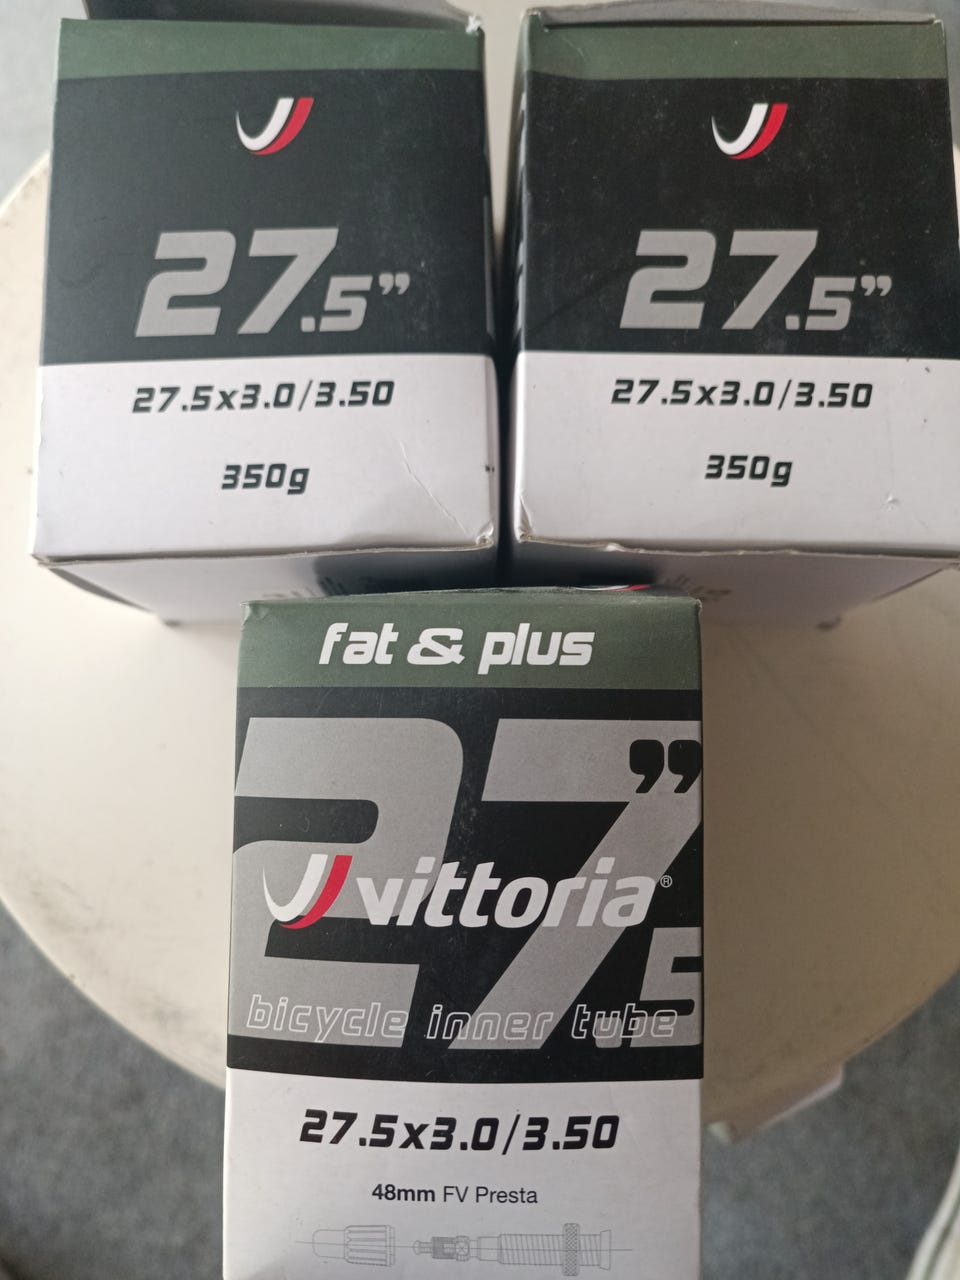 27.5”
27.5x3.0/3.50
350g
27.5”
27.5x3.0/3.50
350g
fat & plus
27.5”
vittoria®
bicycle inner tube
27.5x3.0/3.50
48mm FV Presta